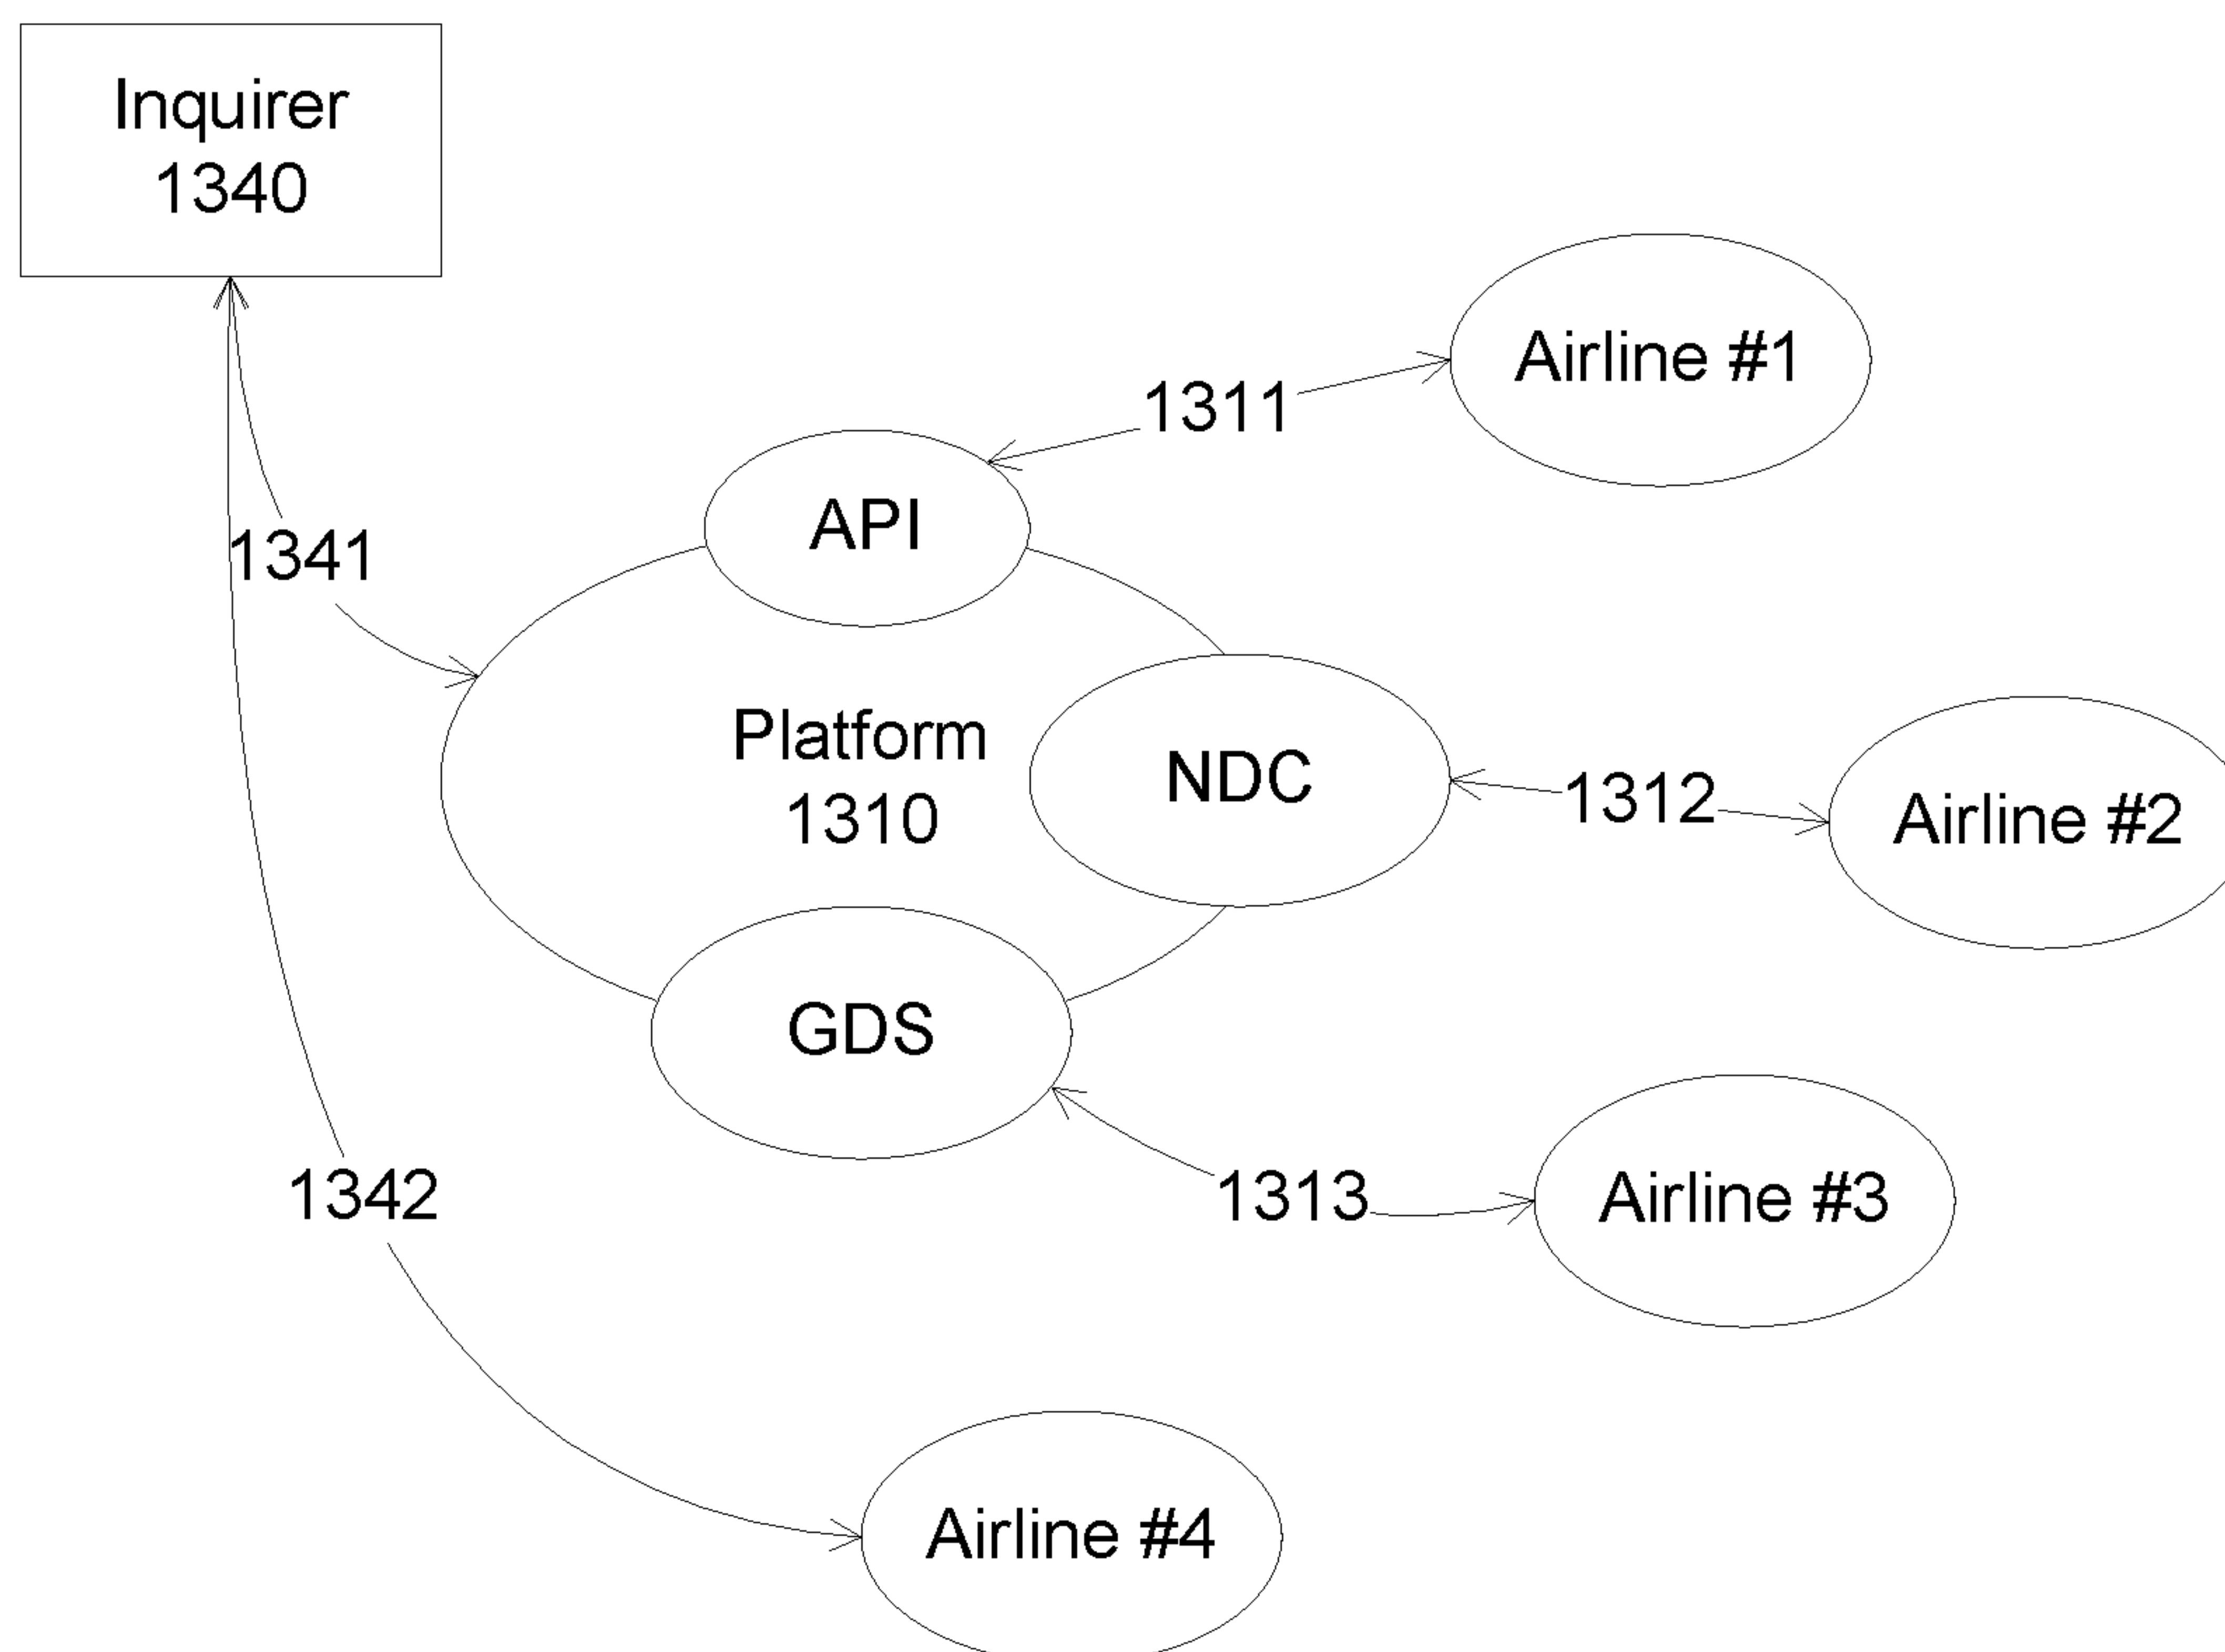 Inquirer
1340
Airline #1
1311
API
1341
Platform
1310
NDC
1312
Airline #2
GDS
1313
Airline #3
1342
Airline #4